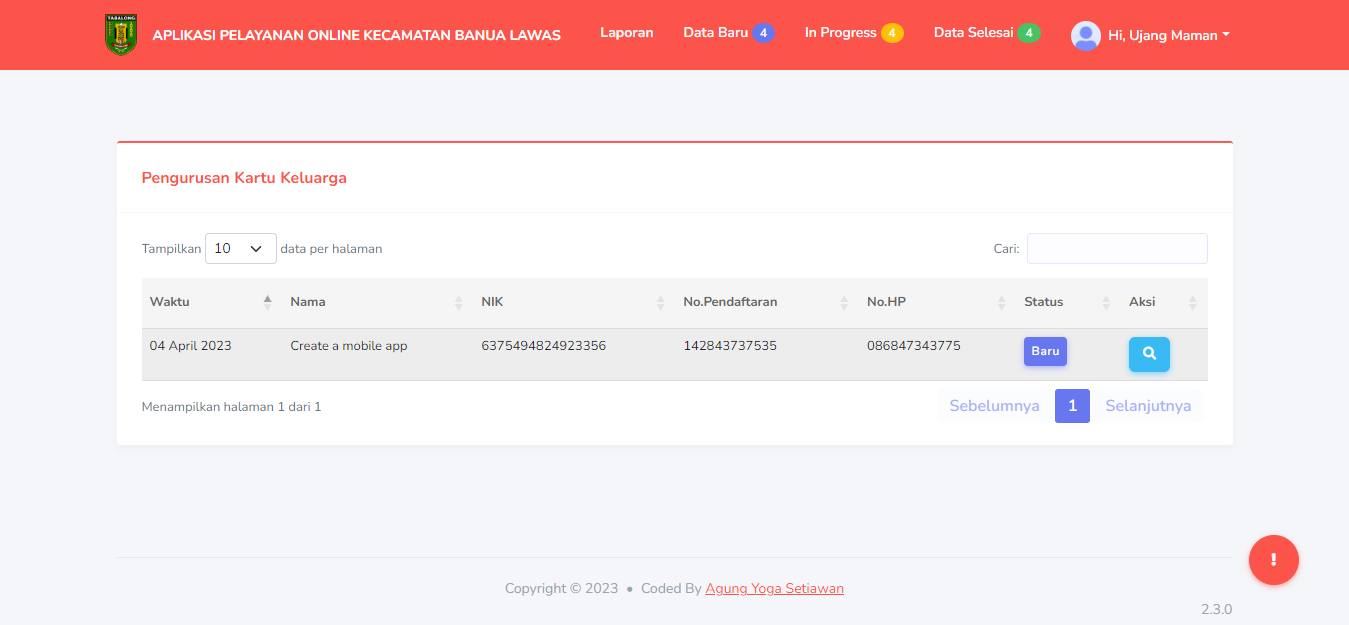 TABALONG
APLIKASI PELAYANAN ONLINE KECAMATAN BANUA LAWAS
Laporan
Data Baru 4
In Progress 4
Data Selesai 4
Hi, Ujang Maman
Pengurusan Kartu Keluarga
Tampilkan 10 data per halaman
Cari:
Waktu Nama NIK No.Pendaftaran No.HP Status Aksi
04 April 2023 Create a mobile app 6375494824923356 142843737535 086847343775 Baru
Menampilkan halaman 1 dari 1
Sebelumnya 1 Selanjutnya
!
Copyright © 2023 • Coded By Agung Yoga Setiawan
2.3.0